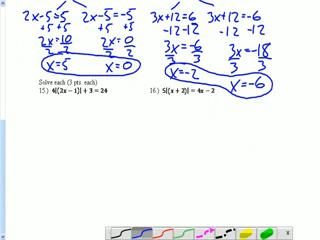 2x-5=5 2x-5=-5 3x+12=6 3x+12=-6
+5 +5 +5 +5 -12 -12 -12 -12
2x=10 2x=0 3x=-6 3x=-18
2 2 2 2 3 3 3 3
x=5 x=0 x=-2 x=-6
Solve each (3 pts. each)
15.) 4|(2x − 1)| + 3 = 24 16.) 5|(x + 2)| = 4x − 2